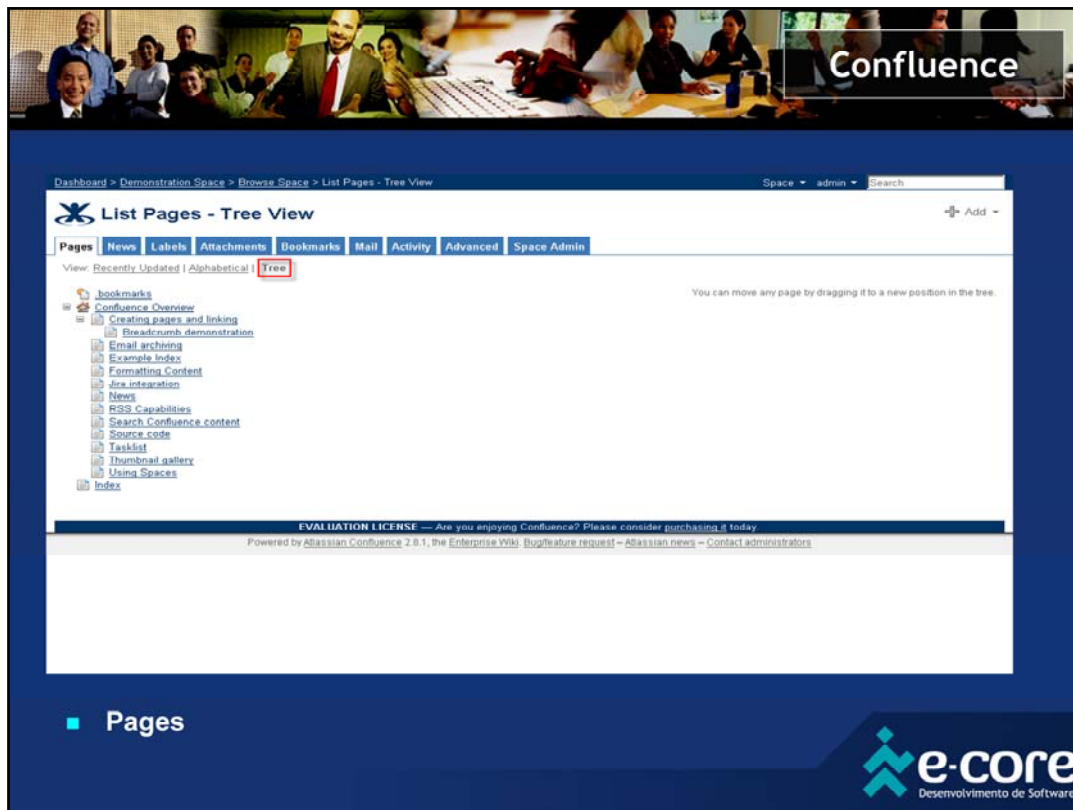 Confluence
Dashboard > Demonstration Space > Browse Space > List Pages - Tree View Space admin Search
List Pages - Tree View Add
Pages News Labels Attachments Bookmarks Mail Activity Advanced Space Admin
View: Recently Updated | Alphabetical | Tree
.bookmarks You can move any page by dragging it to a new position in the tree.
Confluence Overview
Creating pages and linking
Breadcrumb demonstration
Email archiving
Example Index
Formatting Content
Jira integration
News
RSS Capabilities
Search Confluence content
Source code
Tasklist
Thumbnail gallery
Using Spaces
Index
EVALUATION LICENSE — Are you enjoying Confluence? Please consider purchasing it today.
Powered by Atlassian Confluence 2.8.1, the Enterprise Wiki. Bug/feature request – Atlassian news – Contact administrators
Pages
e-core
Desenvolvimento de Software